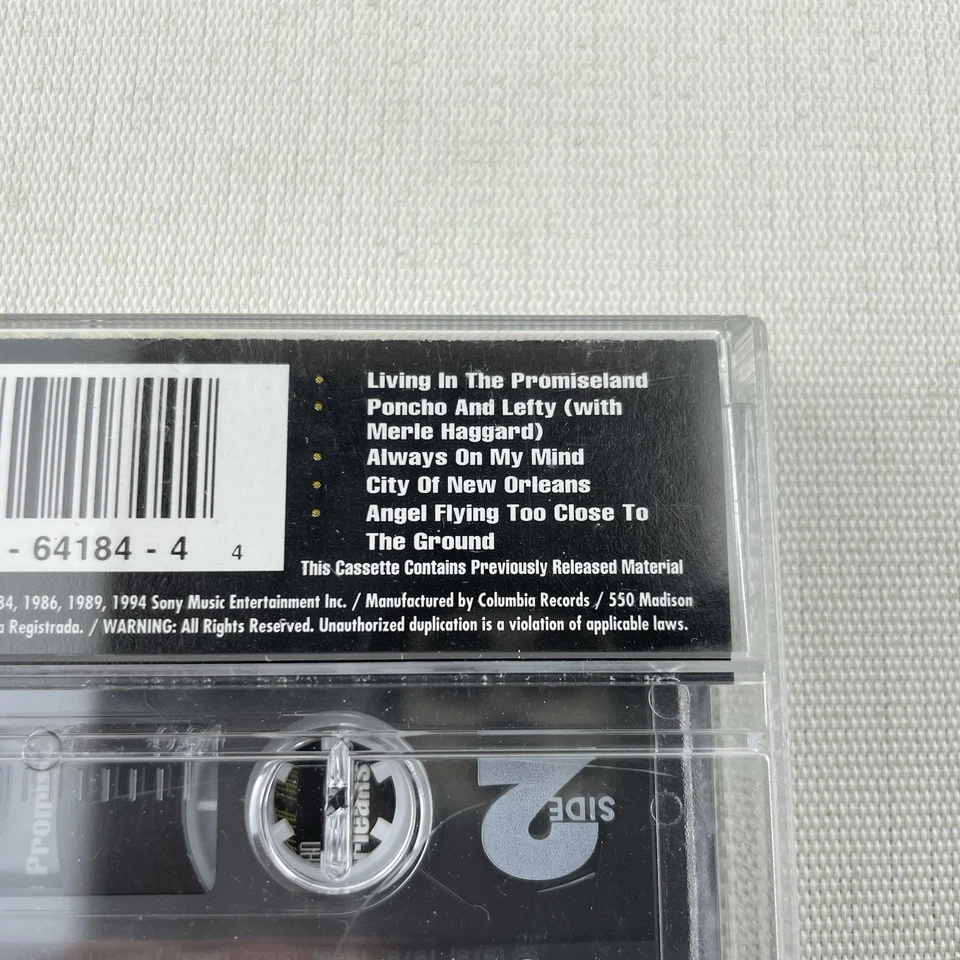 Living In The Promiseland
Poncho And Lefty (with
Merle Haggard)
Always On My Mind
City Of New Orleans
Angel Flying Too Close To
The Ground
This Cassette Contains Previously Released Material
- 64184 - 4 4
84, 1986, 1989, 1994 Sony Music Entertainment Inc. / Manufactured by Columbia Records / 550 Madison
a Registrada. / WARNING: All Rights Reserved. Unauthorized duplication is a violation of applicable laws.
SIDE
2
Promis
rleans